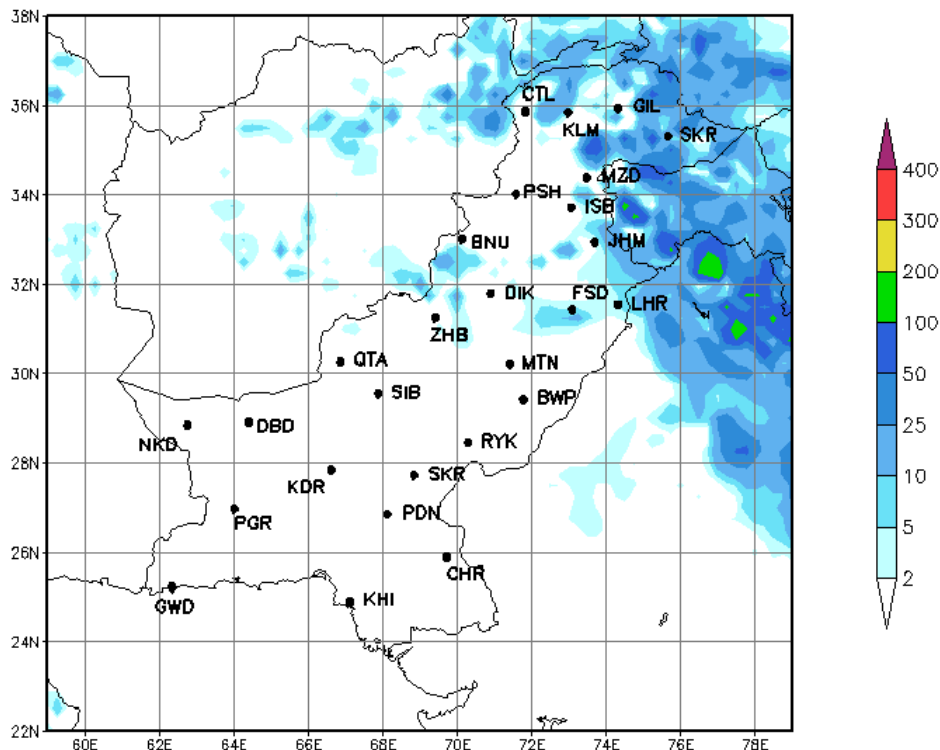 38N
36N
34N
32N
30N
28N
26N
24N
22N
60E 62E 64E 66E 68E 70E 72E 74E 76E 78E
CTL
GIL
KLM
SKR
MZD
PSH
ISB
BNU
JHM
DIK
FSD
LHR
ZHB
QTA
MTN
SIB
BWP
DBD
NKD
RYK
KDR
SKR
PGR
PDN
CHR
GWD
KHI
400
300
200
100
50
25
10
5
2